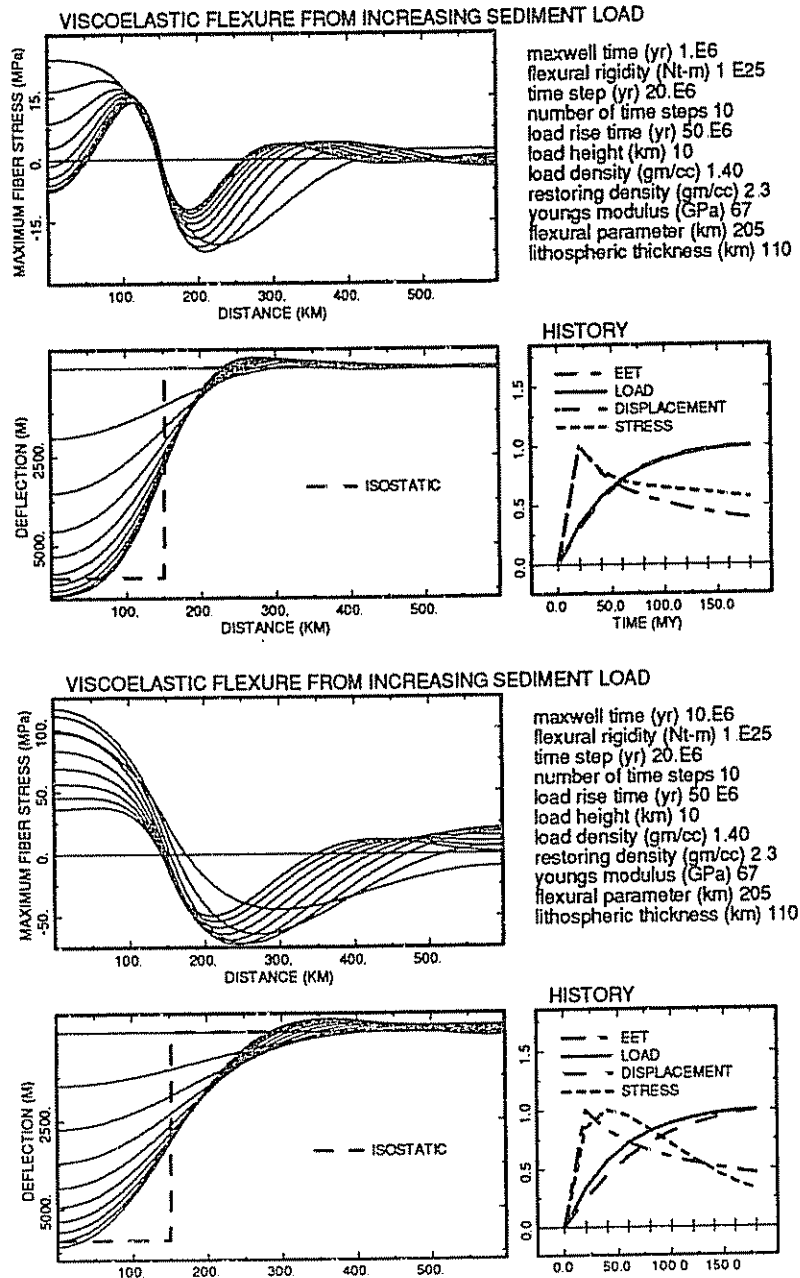 VISCOELASTIC FLEXURE FROM INCREASING SEDIMENT LOAD
MAXIMUM FIBER STRESS (MPa)
15.
0.
-15.
100.
200.
300.
400.
500.
DISTANCE (KM)
maxwell time (yr) 1.E6
flexural rigidity (Nt-m) 1 E25
time step (yr) 20.E6
number of time steps 10
load rise time (yr) 50.E6
load height (km) 10
load density (gm/cc) 1.40
restoring density (gm/cc) 2.3
youngs modulus (GPa) 67
flexural parameter (km) 205
lithospheric thickness (km) 110
DEFLECTION (M)
2500.
5000.
ISOSTATIC
100.
200.
300.
400.
500.
DISTANCE (KM)
HISTORY
EET
LOAD
DISPLACEMENT
STRESS
1.5
1.0
0.5
0.0
0.0
50.0
100.0
150.0
TIME (MY)
VISCOELASTIC FLEXURE FROM INCREASING SEDIMENT LOAD
MAXIMUM FIBER STRESS (MPa)
100.
50.
0.
-50.
100.
200.
300.
400.
500.
DISTANCE (KM)
maxwell time (yr) 10.E6
flexural rigidity (Nt-m) 1.E25
time step (yr) 20.E6
number of time steps 10
load rise time (yr) 50 E6
load height (km) 10
load density (gm/cc) 1.40
restoring density (gm/cc) 2.3
youngs modulus (GPa) 67
flexural parameter (km) 205
lithospheric thickness (km) 110
DEFLECTION (M)
2500.
5000.
ISOSTATIC
100.
200.
300.
400.
500.
DISTANCE (KM)
HISTORY
EET
LOAD
DISPLACEMENT
STRESS
1.5
1.0
0.5
0.0
0.0
50.0
100 0
150.0
TIME (MY)